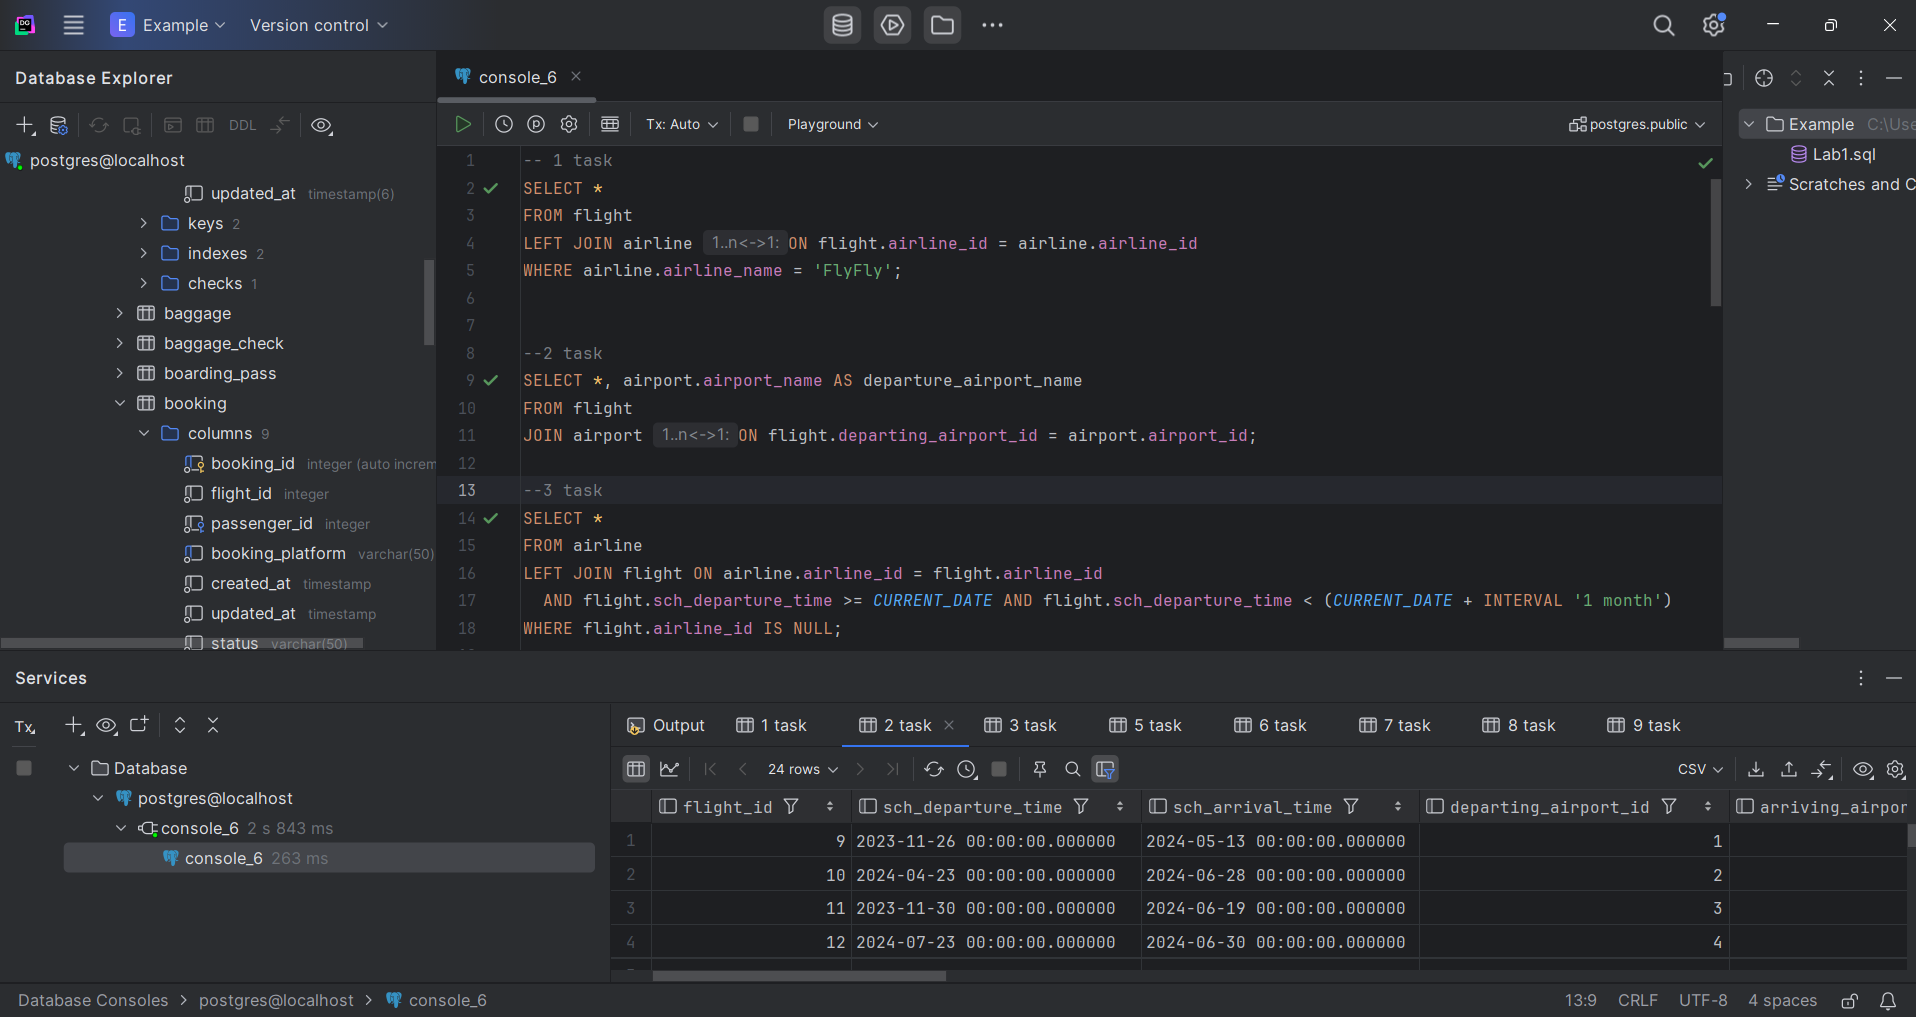 DG
E Example Version control
Database Explorer
DDL
postgres@localhost
updated_at timestamp(6)
keys 2
indexes 2
checks 1
baggage
baggage_check
boarding_pass
booking
columns 9
booking_id integer (auto increm
flight_id integer
passenger_id integer
booking_platform varchar(50)
created_at timestamp
updated_at timestamp
status varchar(50)
console_6
Tx: Auto Playground postgres.public
1 -- 1 task
2 SELECT *
3 FROM flight
4 LEFT JOIN airline 1..n<->1: ON flight.airline_id = airline.airline_id
5 WHERE airline.airline_name = 'FlyFly';
6
7
8 --2 task
9 SELECT *, airport.airport_name AS departure_airport_name
10 FROM flight
11 JOIN airport 1..n<->1: ON flight.departing_airport_id = airport.airport_id;
12
13 --3 task
14 SELECT *
15 FROM airline
16 LEFT JOIN flight ON airline.airline_id = flight.airline_id
17 AND flight.sch_departure_time >= CURRENT_DATE AND flight.sch_departure_time < (CURRENT_DATE + INTERVAL '1 month')
18 WHERE flight.airline_id IS NULL;
Example C:\Use
Lab1.sql
Scratches and C
Services
Tx
Database
postgres@localhost
console_6 2 s 843 ms
console_6 263 ms
Output 1 task 2 task 3 task 5 task 6 task 7 task 8 task 9 task
24 rows CSV
flight_id sch_departure_time sch_arrival_time departing_airport_id arriving_airpor
1 9 2023-11-26 00:00:00.000000 2024-05-13 00:00:00.000000 1
2 10 2024-04-23 00:00:00.000000 2024-06-28 00:00:00.000000 2
3 11 2023-11-30 00:00:00.000000 2024-06-19 00:00:00.000000 3
4 12 2024-07-23 00:00:00.000000 2024-06-30 00:00:00.000000 4
Database Consoles > postgres@localhost > console_6 13:9 CRLF UTF-8 4 spaces